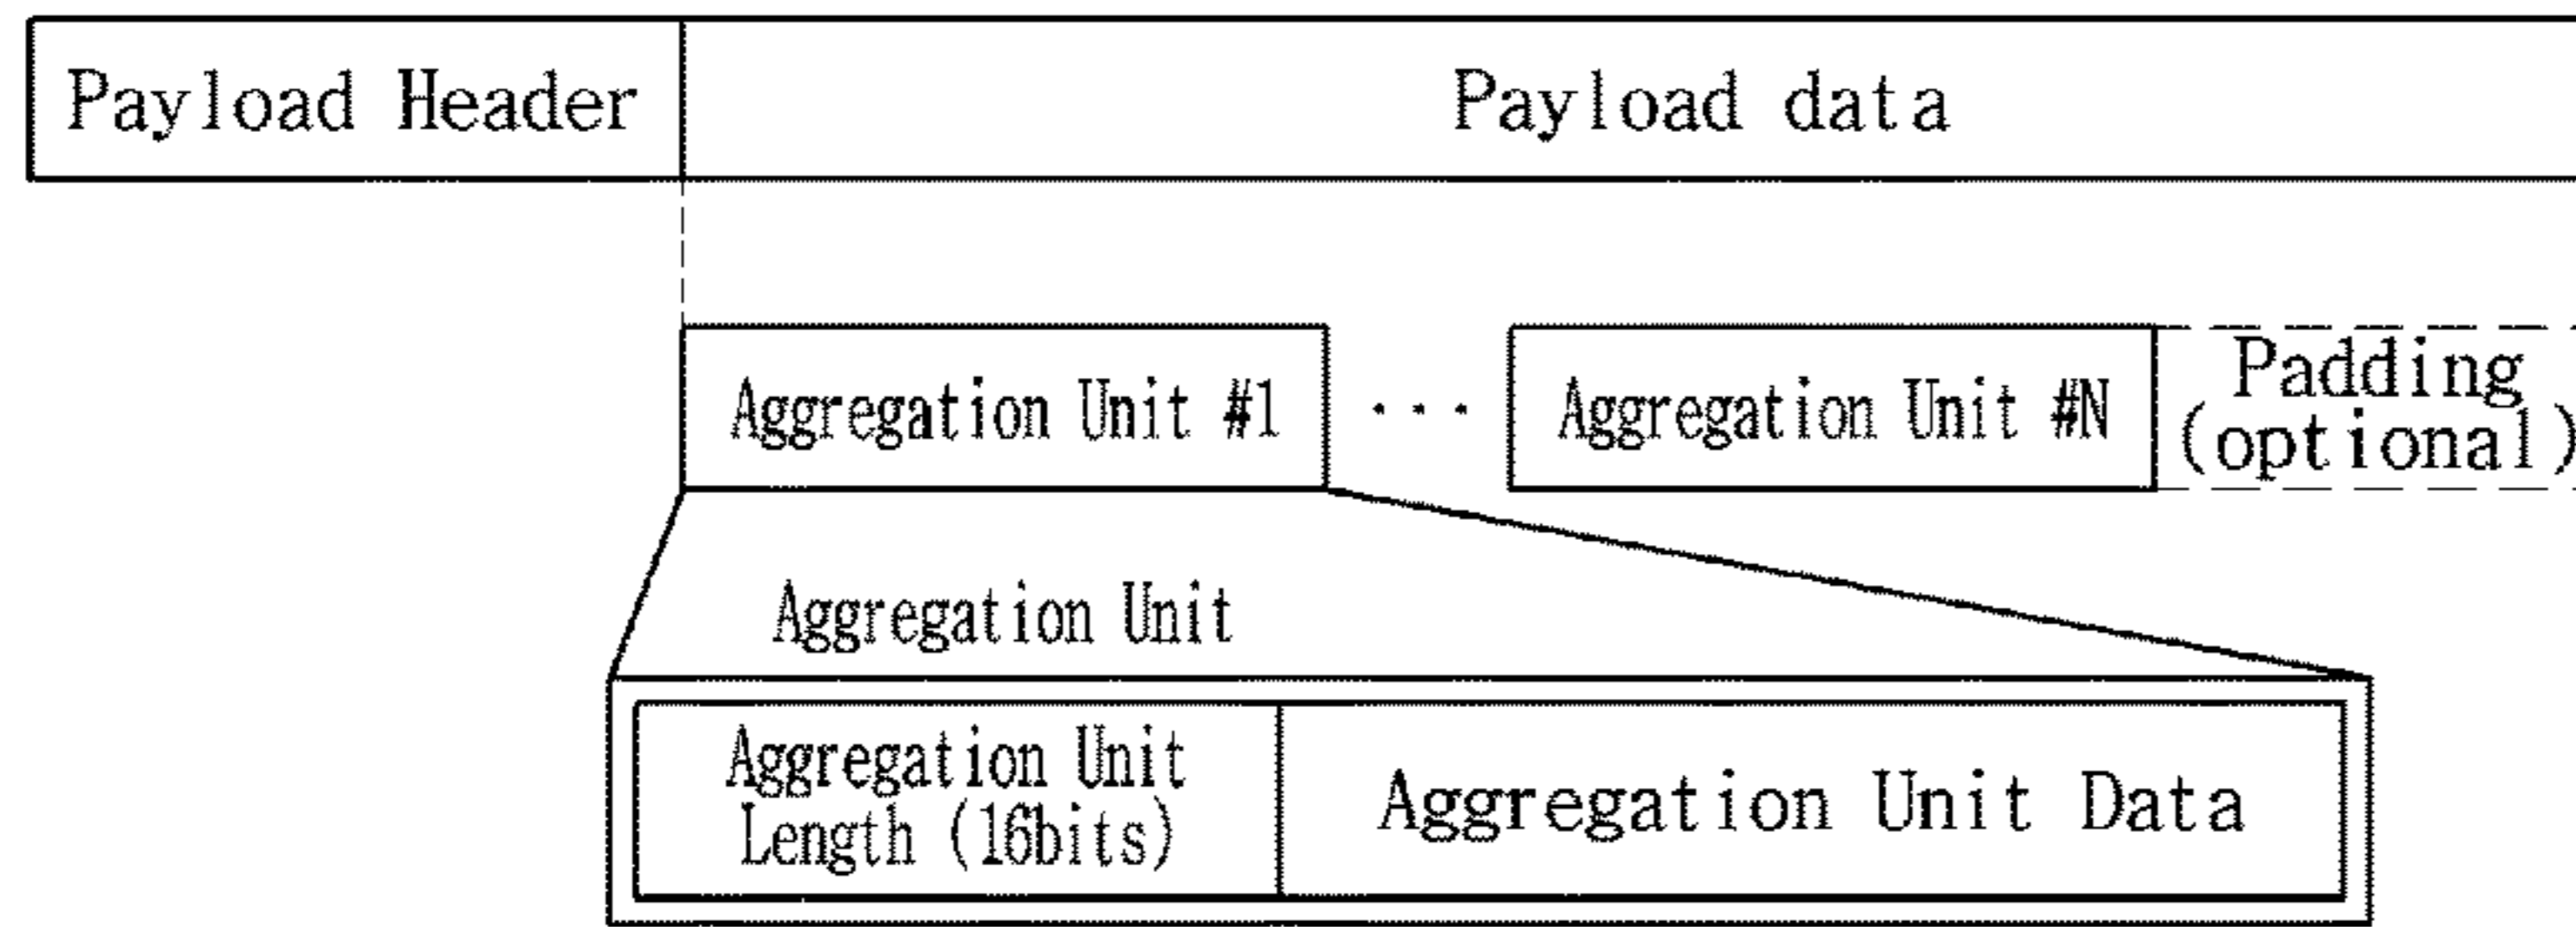 Payload Header
Payload data
Aggregation Unit #1
...
Aggregation Unit #N
Padding
(optional)
Aggregation Unit
Aggregation Unit
Length (16bits)
Aggregation Unit Data